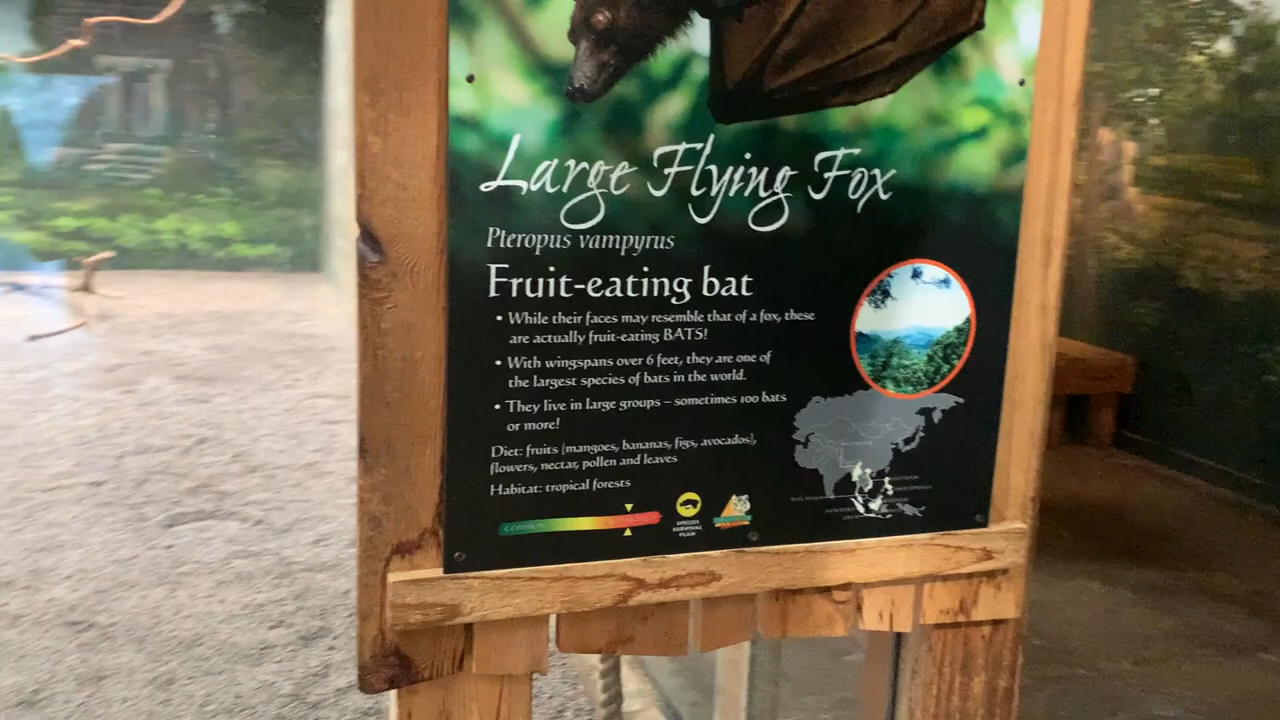 Large Flying Fox
Pteropus vampyrus
Fruit-eating bat
• While their faces may resemble that of a fox, these
are actually fruit-eating BATS!
• With wingspans over 6 feet, they are one of
the largest species of bats in the world.
• They live in large groups – sometimes 100 bats
or more!
Diet: fruits (mangoes, bananas, figs, avocados),
flowers, nectar, pollen and leaves
Habitat: tropical forests
COMMON
SPECIES
SURVIVAL
PLAN